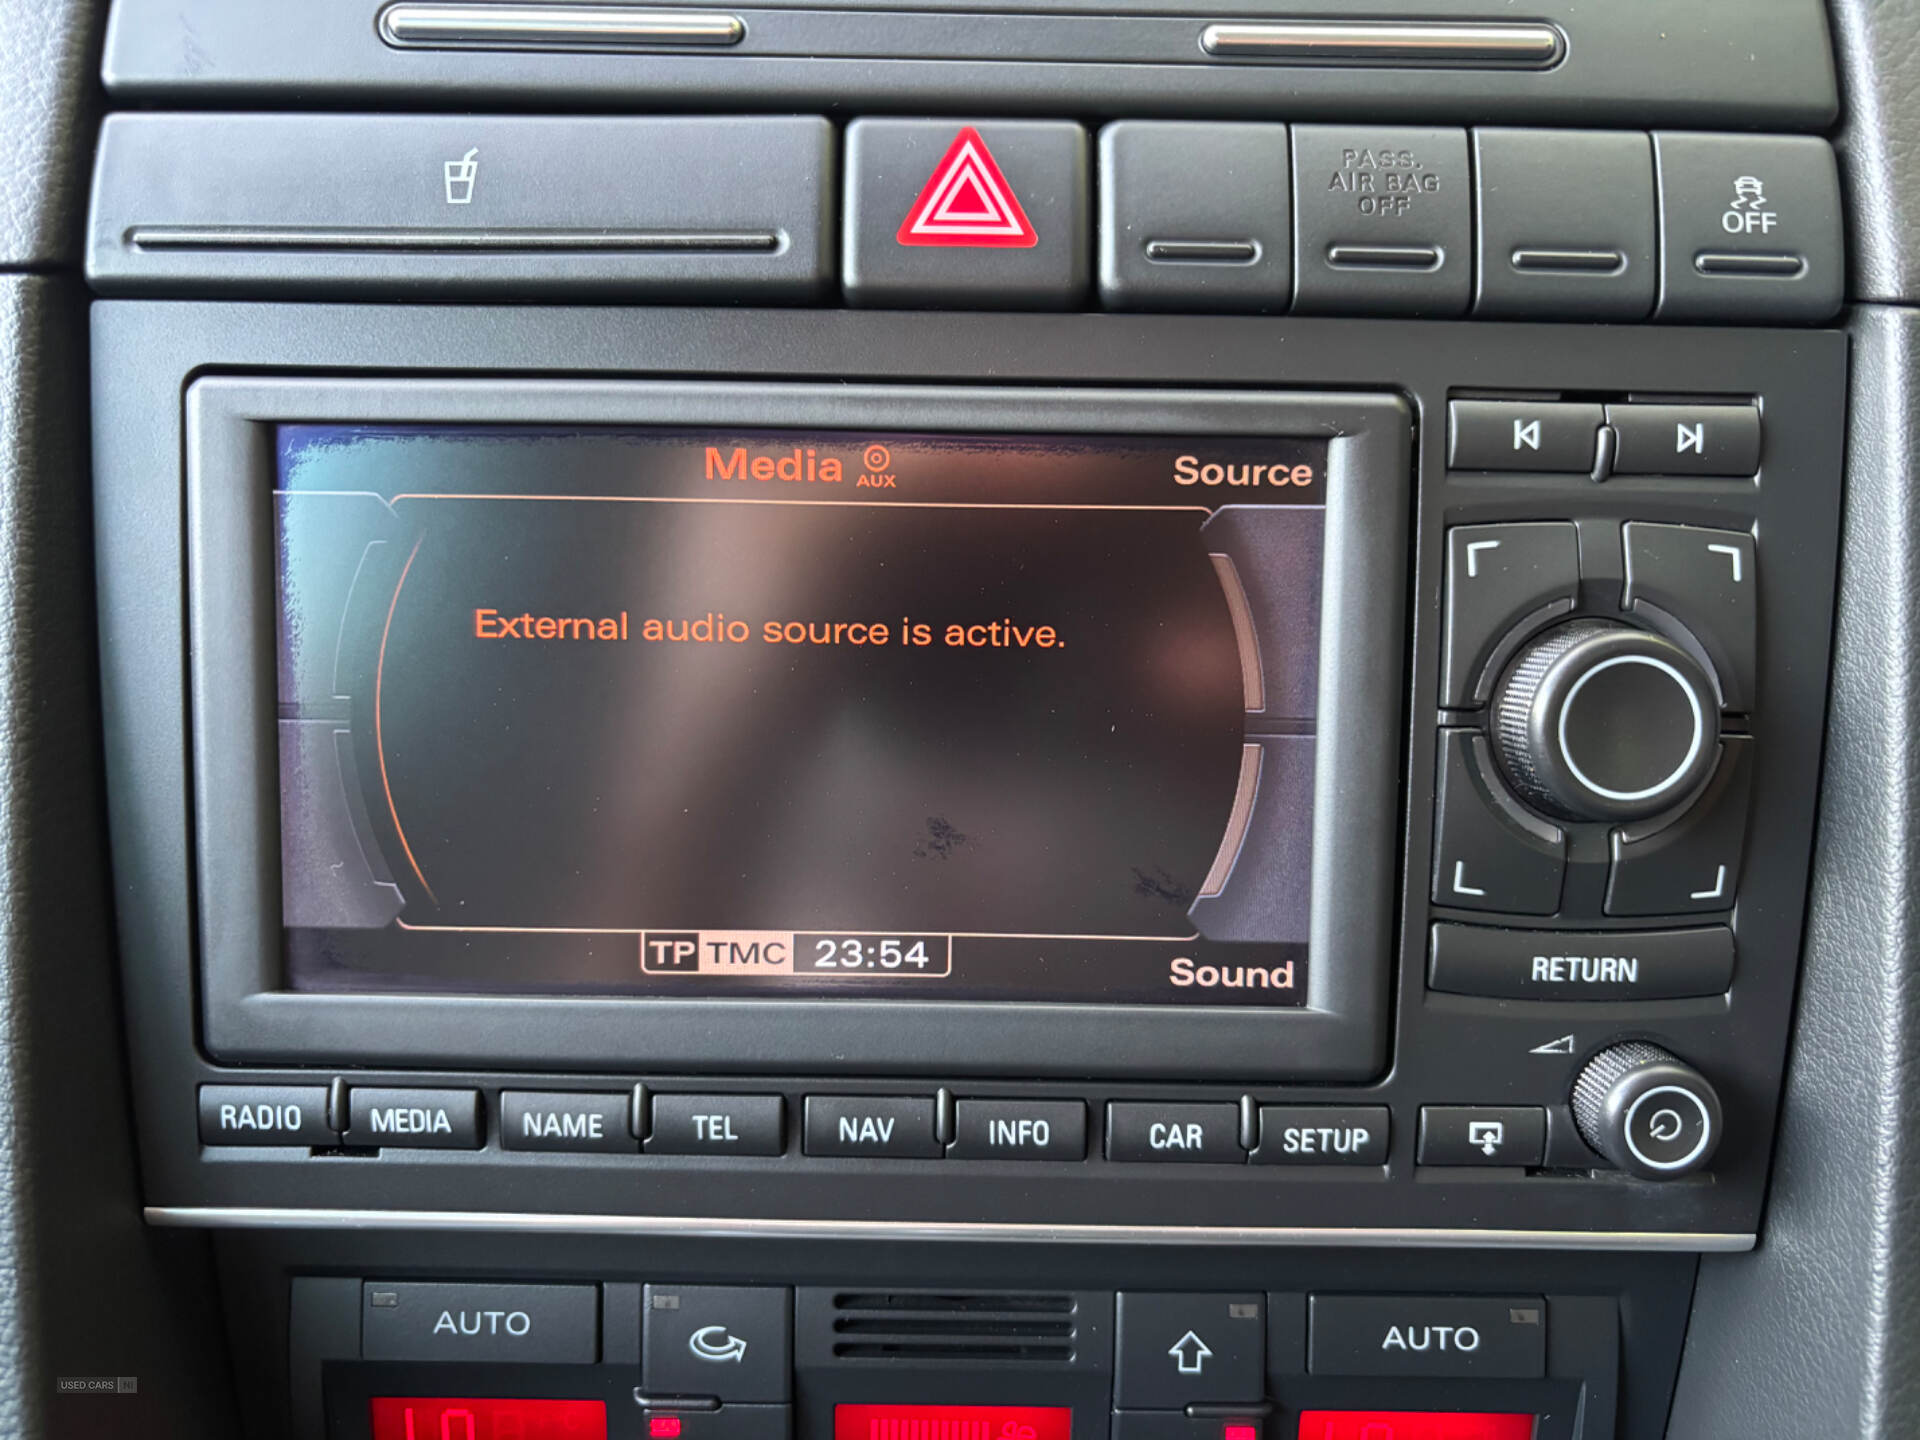 PASS.
AIR BAG
OFF
OFF
Media AUX
Source
External audio source is active.
TP TMC 23:54
Sound
RETURN
RADIO MEDIA NAME TEL NAV INFO CAR SETUP
AUTO AUTO
USED CARS NI